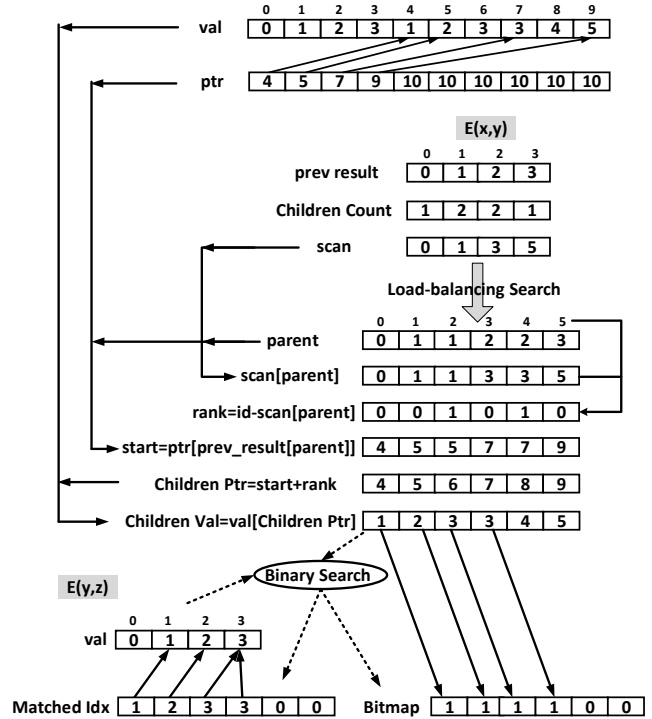 0 1 2 3 4 5 6 7 8 9
val 0 1 2 3 1 2 3 3 4 5
ptr 4 5 7 9 10 10 10 10 10 10
E(x,y)
0 1 2 3
prev result 0 1 2 3
Children Count 1 2 2 1
scan 0 1 3 5
Load-balancing Search
0 1 2 3 4 5
parent 0 1 1 2 2 3
scan[parent] 0 1 1 3 3 5
rank=id-scan[parent] 0 0 1 0 1 0
start=ptr[prev_result[parent]] 4 5 5 7 7 9
Children Ptr=start+rank 4 5 6 7 8 9
Children Val=val[Children Ptr] 1 2 3 3 4 5
Binary Search
E(y,z)
0 1 2 3
val 0 1 2 3
Matched Idx 1 2 3 3 0 0
Bitmap 1 1 1 1 0 0